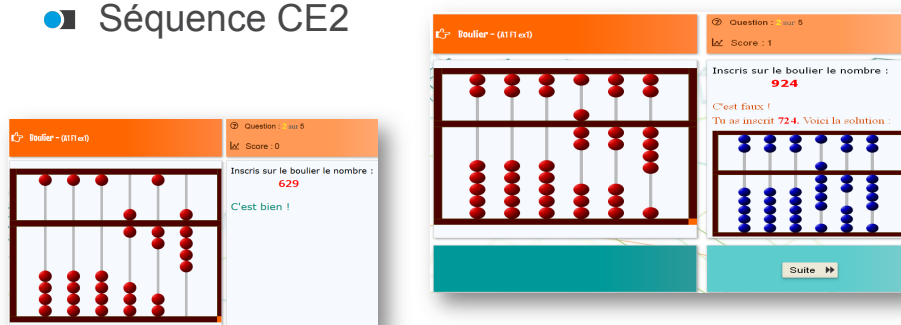 Séquence CE2
Boulier - (A1 F1 ex1)
Question : 2 sur 5
Score : 0
Inscris sur le boulier le nombre :
629
C'est bien !
Boulier - (A1 F1 ex1)
Question : 2 sur 5
Score : 1
Inscris sur le boulier le nombre :
924
C'est faux !
Tu as inscrit 724. Voici la solution :
Suite